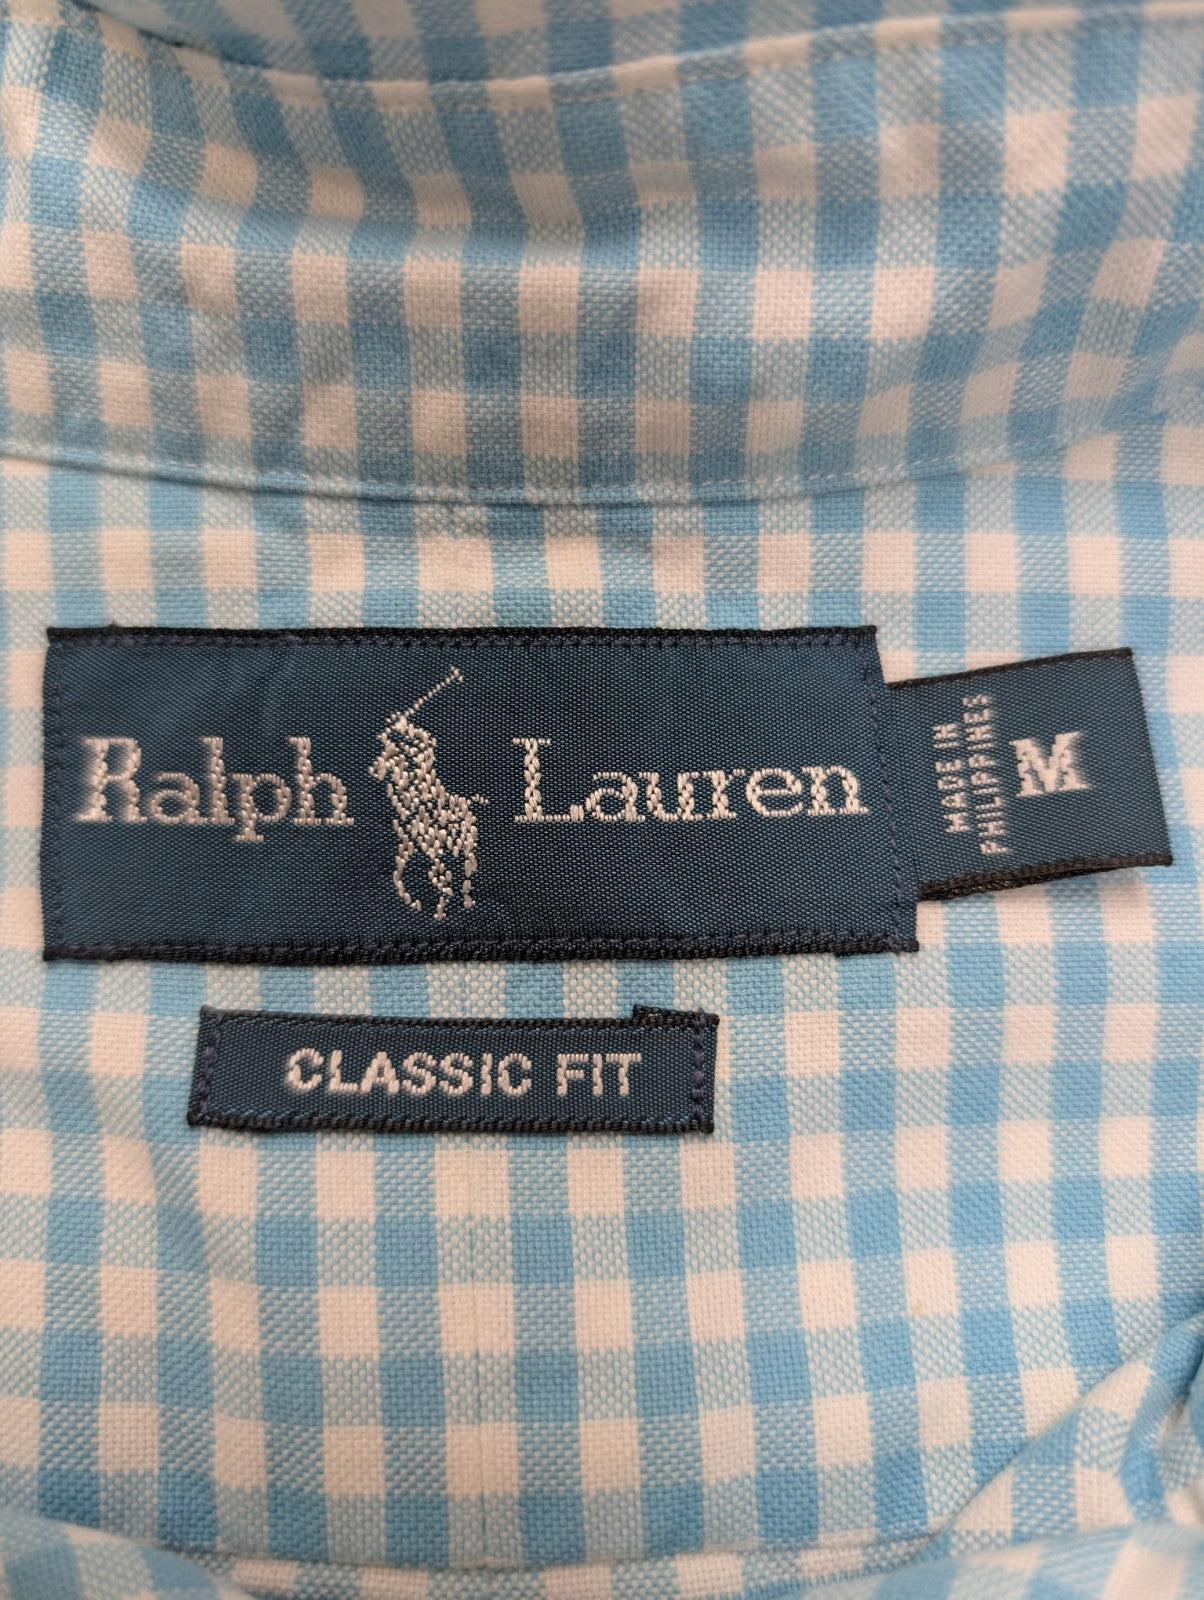 Ralph Lauren
MADE IN
PHILIPPINES
M
CLASSIC FIT